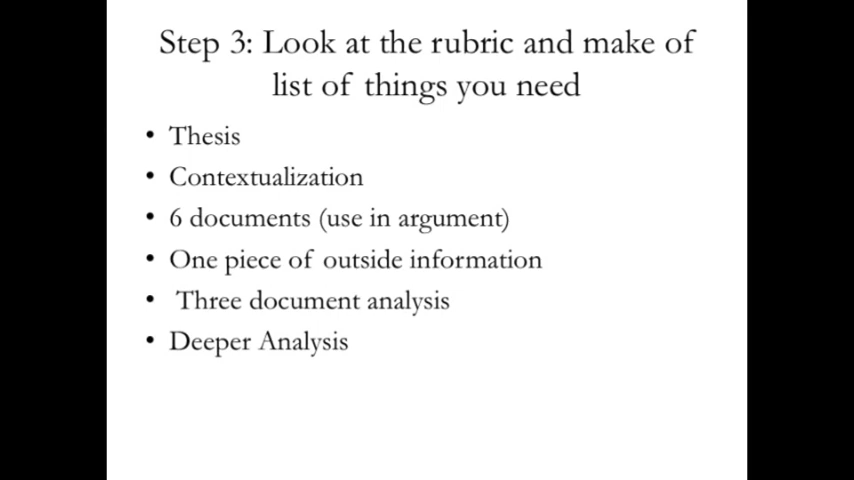 Step 3: Look at the rubric and make of
list of things you need
• Thesis
• Contextualization
• 6 documents (use in argument)
• One piece of outside information
• Three document analysis
• Deeper Analysis